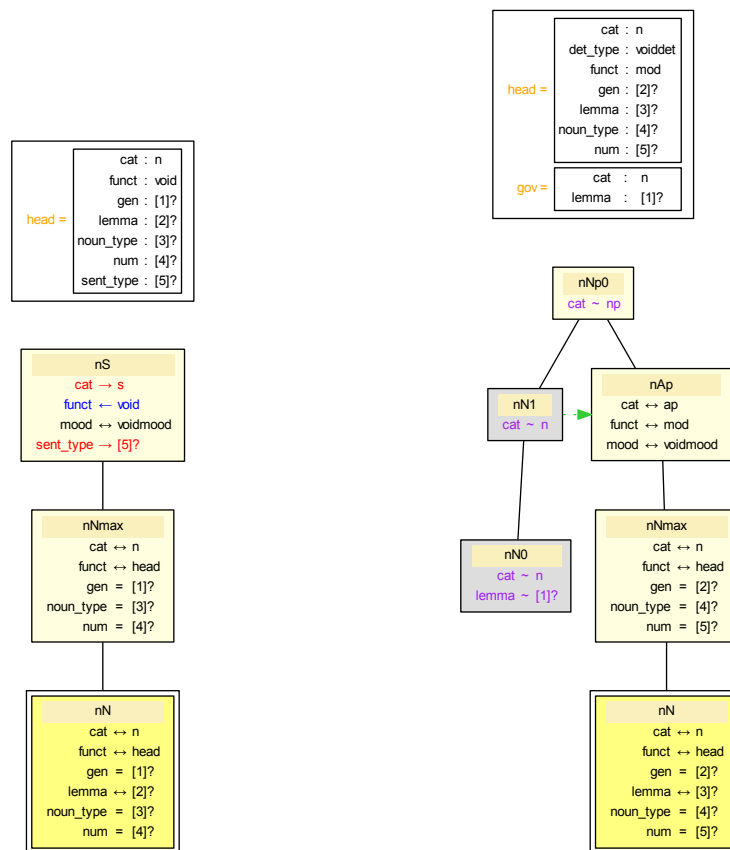 head =
cat : n
funct : void
gen : [1]?
lemma : [2]?
noun_type : [3]?
num : [4]?
sent_type : [5]?
nS
cat → s
funct ← void
mood ↔ voidmood
sent_type → [5]?
nNmax
cat ↔ n
funct ↔ head
gen = [1]?
noun_type = [3]?
num = [4]?
nN
cat ↔ n
funct ↔ head
gen = [1]?
lemma ↔ [2]?
noun_type = [3]?
num = [4]?
head =
cat : n
det_type : voiddet
funct : mod
gen : [2]?
lemma : [3]?
noun_type : [4]?
num : [5]?
gov =
cat : n
lemma : [1]?
nNp0
cat ~ np
nN1
cat ~ n
nAp
cat ↔ ap
funct ↔ mod
mood ↔ voidmood
nN0
cat ~ n
lemma ~ [1]?
nNmax
cat ↔ n
funct ↔ head
gen = [2]?
noun_type = [4]?
num = [5]?
nN
cat ↔ n
funct ↔ head
gen = [2]?
lemma ↔ [3]?
noun_type = [4]?
num = [5]?